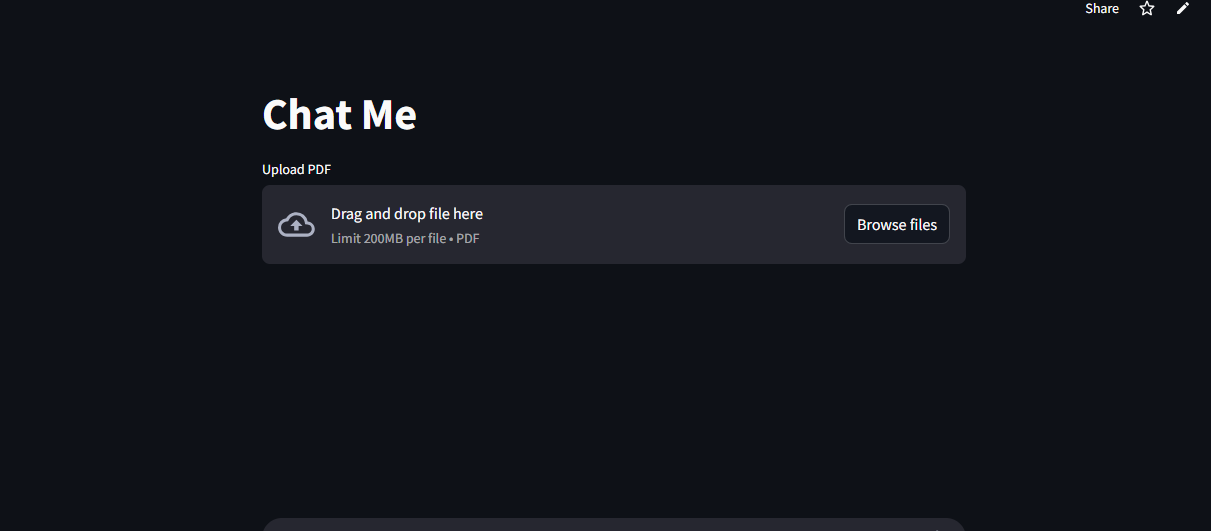 Share
Chat Me
Upload PDF
Drag and drop file here
Limit 200MB per file • PDF
Browse files